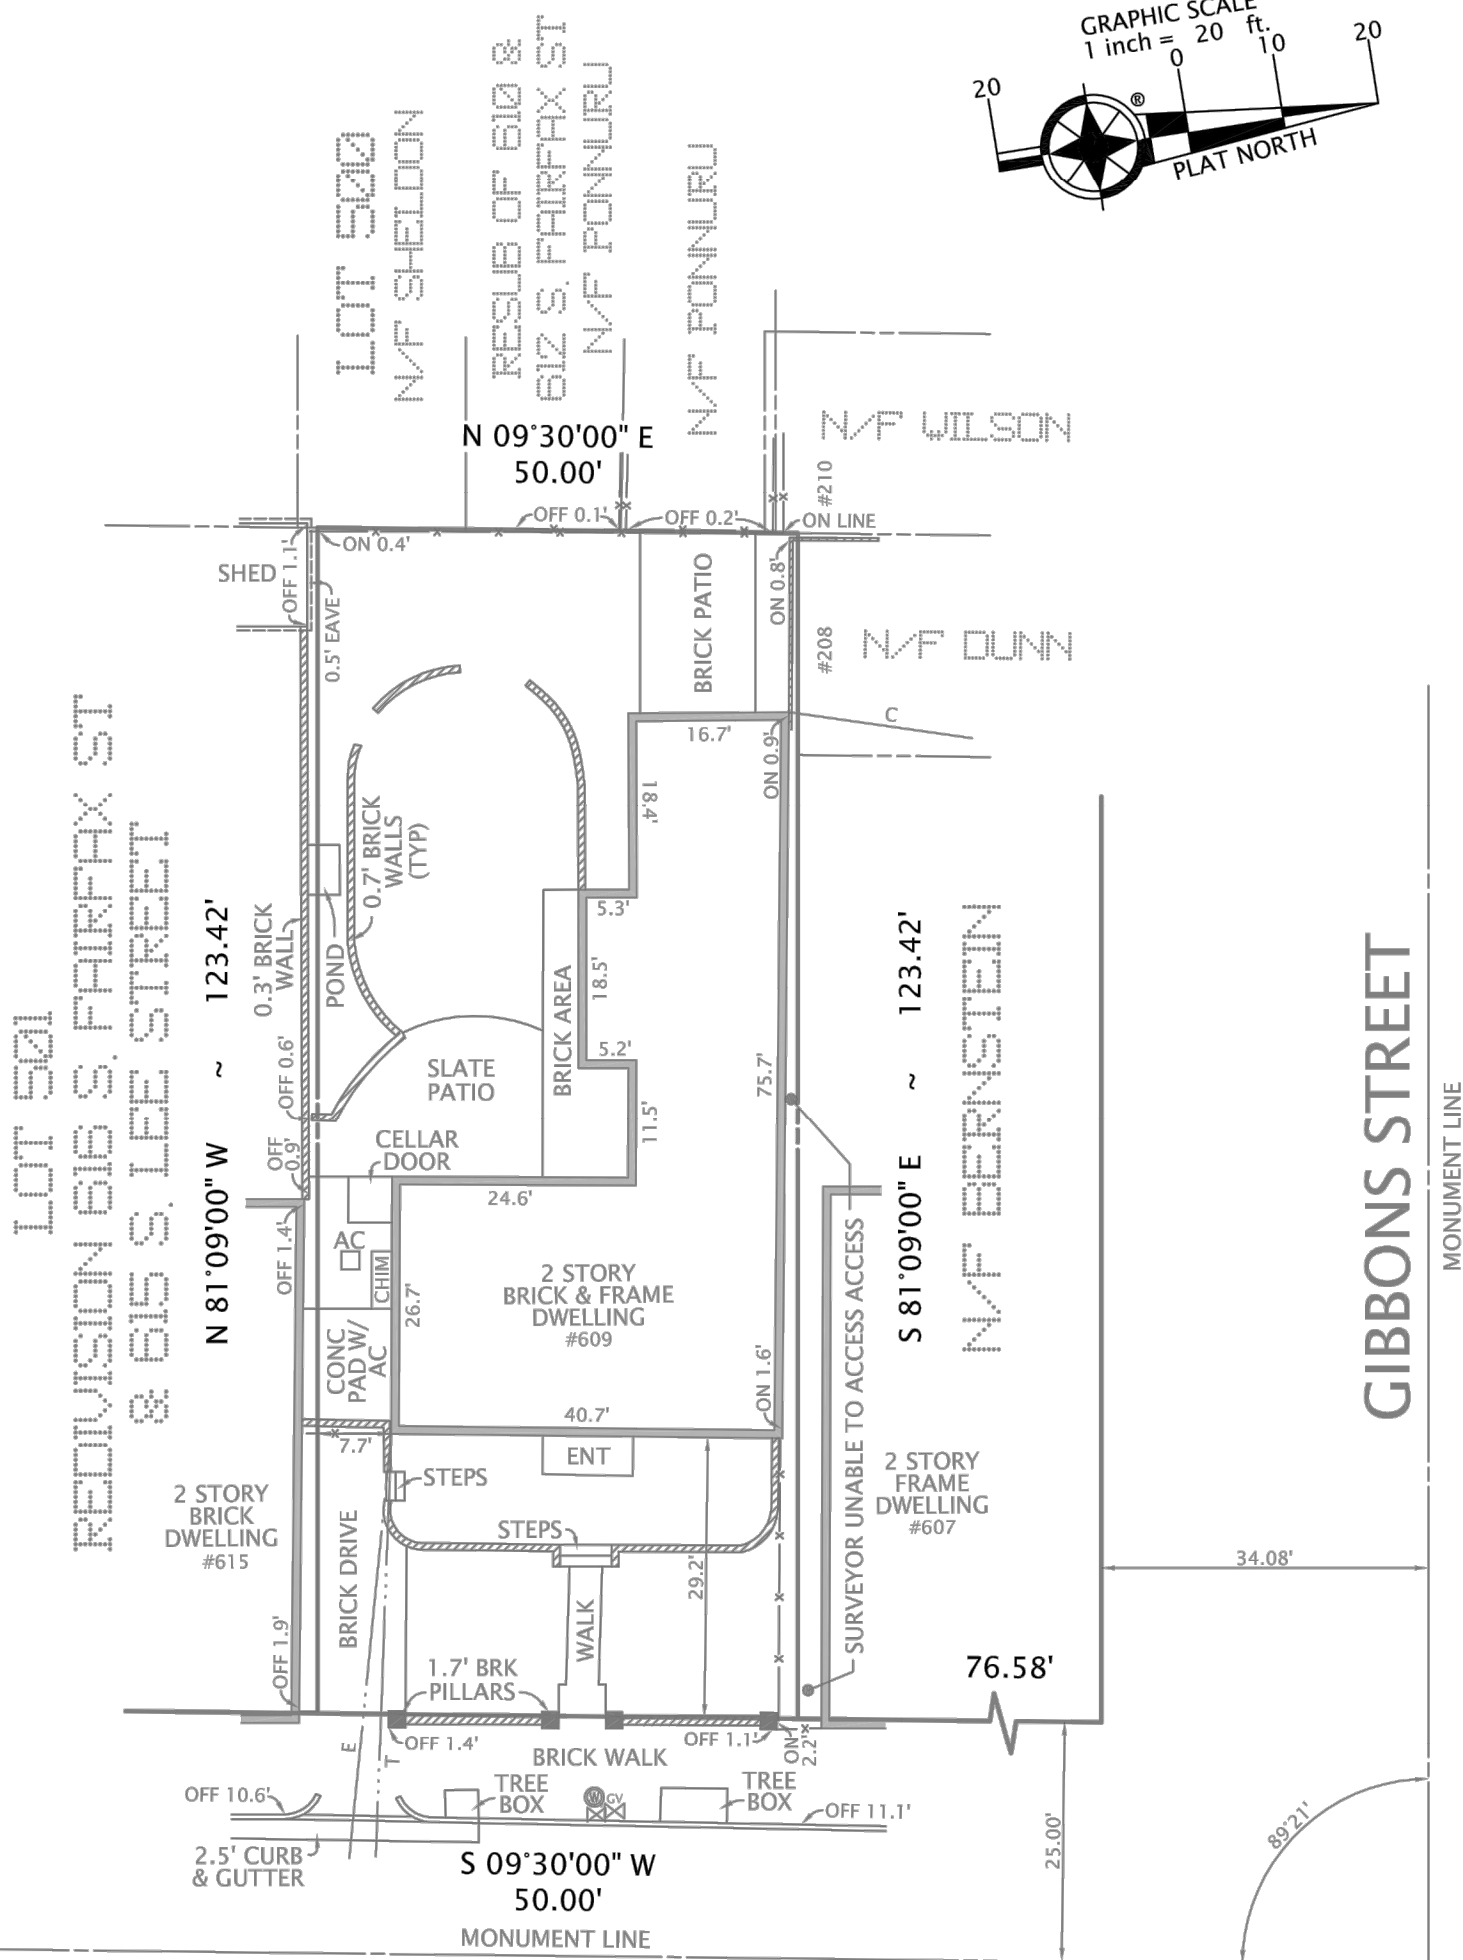 GRAPHIC SCALE
1 inch = 20 ft.
20
0
10
20
®
PLAT NORTH
LOT 500
N/F SHELDON
RESUB OF 610 &
612 S. FAIRFAX ST
N/F PONNURU
N/F PONNURU
N/F WILSON
#210
N 09°30'00" E
50.00'
OFF 0.1'
OFF 0.2'
ON LINE
ON 0.4'
SHED
OFF 1.1'
0.5' EAVE
BRICK PATIO
ON 0.8'
#208
N/F DUNN
C
16.7'
ON 0.9'
18.4'
0.7' BRICK
WALLS
(TYP)
5.3'
LOT 501
REDIVISION 616 S. FAIRFAX ST
& 615 S. LEE STREET
N 81°09'00" W ~ 123.42'
0.3' BRICK
WALL
POND
BRICK AREA
18.5'
5.2'
75.7'
S 81°09'00" E ~ 123.42'
N/F BERNSTEIN
GIBBONS STREET
MONUMENT LINE
OFF 0.6'
SLATE
PATIO
OFF
0.9'
CELLAR
DOOR
11.5'
24.6'
OFF 1.4'
AC
CHIM
26.7'
2 STORY
BRICK & FRAME
DWELLING
#609
CONC
PAD W/
AC
ON 1.6'
40.7'
7.7'
ENT
STEPS
STEPS
SURVEYOR UNABLE TO ACCESS ACCESS
2 STORY
BRICK
DWELLING
#615
2 STORY
FRAME
DWELLING
#607
BRICK DRIVE
29.2'
WALK
34.08'
OFF 1.9'
1.7' BRK
PILLARS
76.58'
E
T
OFF 1.4'
OFF 1.1'
ON
2.2'
BRICK WALK
OFF 10.6'
TREE
BOX
W
GV
TREE
BOX
OFF 11.1'
25.00'
89°21'
2.5' CURB
& GUTTER
S 09°30'00" W
50.00'
MONUMENT LINE